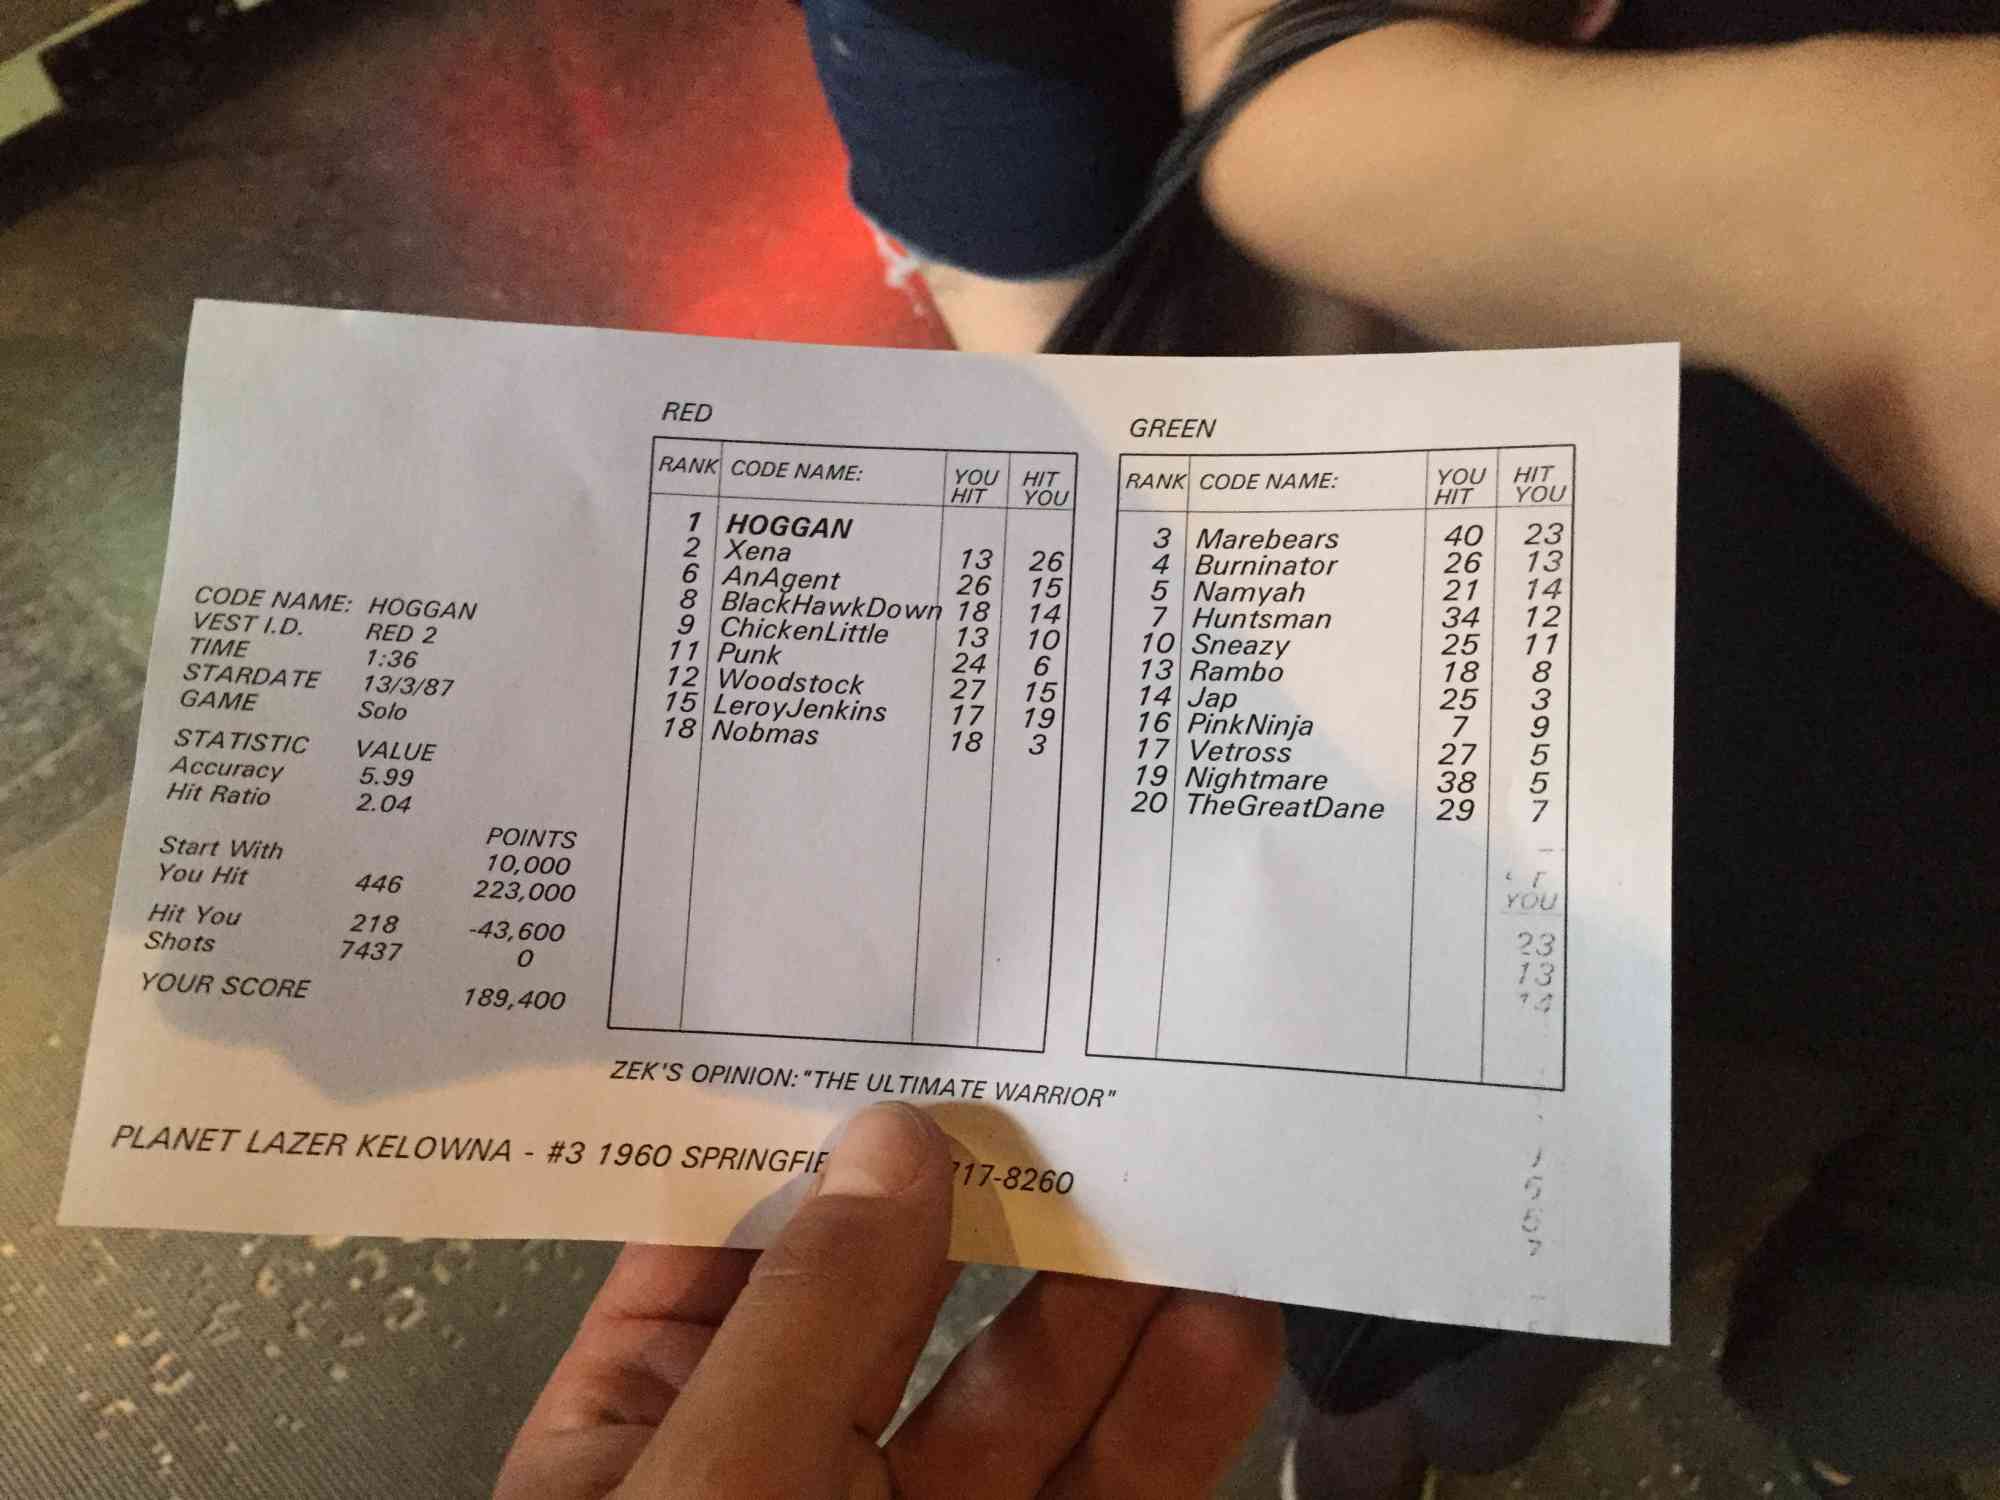 CODE NAME: HOGGAN
VEST I.D. RED 2
TIME 1:36
STARDATE 13/3/87
GAME Solo
STATISTIC VALUE
Accuracy 5.99
Hit Ratio 2.04
POINTS
Start With 10,000
You Hit 446 223,000
Hit You 218 -43,600
Shots 7437 0
YOUR SCORE 189,400
RED
RANK CODE NAME: YOU HIT HIT YOU
1 HOGGAN
2 Xena 13 26
6 AnAgent 26 15
8 BlackHawkDown 18 14
9 ChickenLittle 13 10
11 Punk 24 6
12 Woodstock 27 15
15 LeroyJenkins 17 19
18 Nobmas 18 3
GREEN
RANK CODE NAME: YOU HIT HIT YOU
3 Marebears 40 23
4 Burninator 26 13
5 Namyah 21 14
7 Huntsman 34 12
10 Sneazy 25 11
13 Rambo 18 8
14 Jap 25 3
16 PinkNinja 7 9
17 Vetross 27 5
19 Nightmare 38 5
20 TheGreatDane 29 7
YOU
23
13
14
ZEK'S OPINION: "THE ULTIMATE WARRIOR"
PLANET LAZER KELOWNA - #3 1960 717-8260